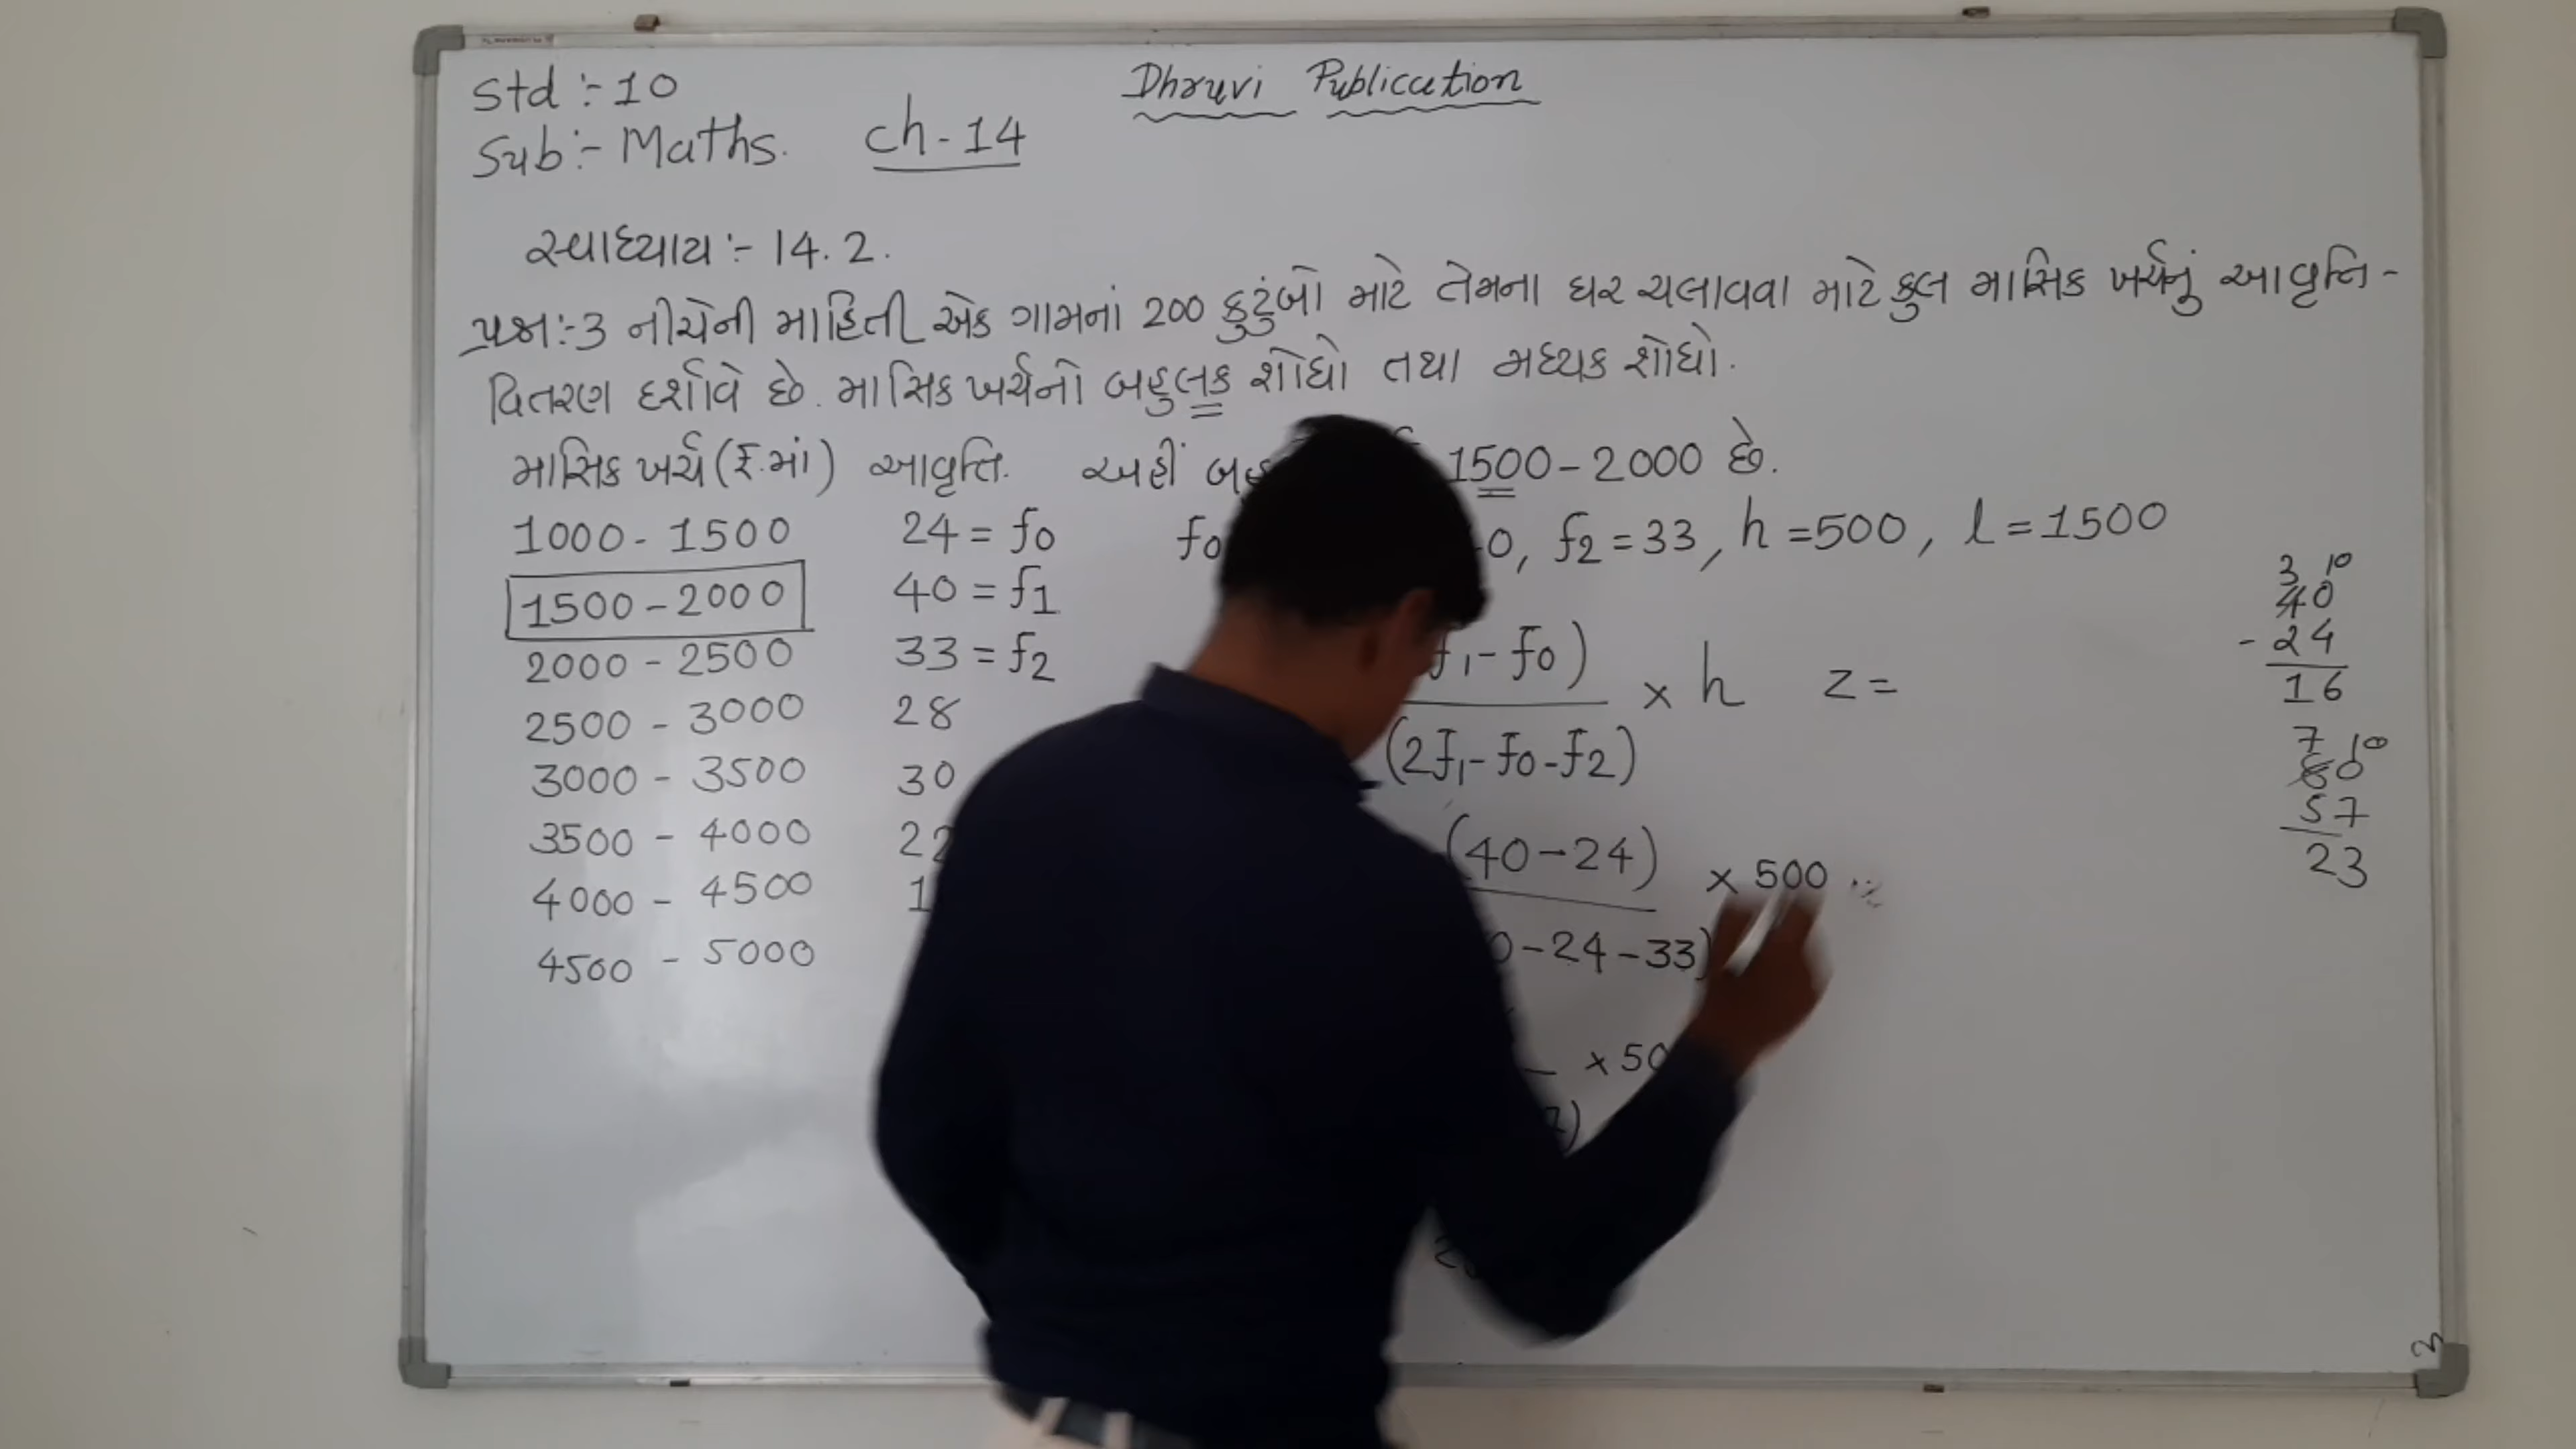 Std :- 10
Dhruvi Publication
Sub :- Maths. ch-14
સ્વાધ્યાય :- 14.2.
પ્રશ્ન:-3 નીચેની માહિતી એક ગામનાં 200 કુટુંબો માટે તેમના ઘર ચલાવવા માટે કુલ માસિક ખર્ચનું આવૃત્તિ-
વિતરણ દર્શાવે છે. માસિક ખર્ચનો બહુલક શોધો તથા મધ્યક શોધો.
માસિક ખર્ચ (રૂ.માં) આવૃત્તિ. અહીં 1500-2000 છે.
1000 - 1500 24 = f0 f0 0, f2 = 33, h = 500, l = 1500
1500 - 2000 40 = f1
2000 - 2500 33 = f2
2500 - 3000 28
3000 - 3500 30
3500 - 4000 22
4000 - 4500 1
4500 - 5000
f1 - f0) × h z =
(2f1 - f0 - f2)
(40 - 24) × 500
0 - 24 - 33)
× 50
3 10
40
- 24
16
7 10
80
57
23